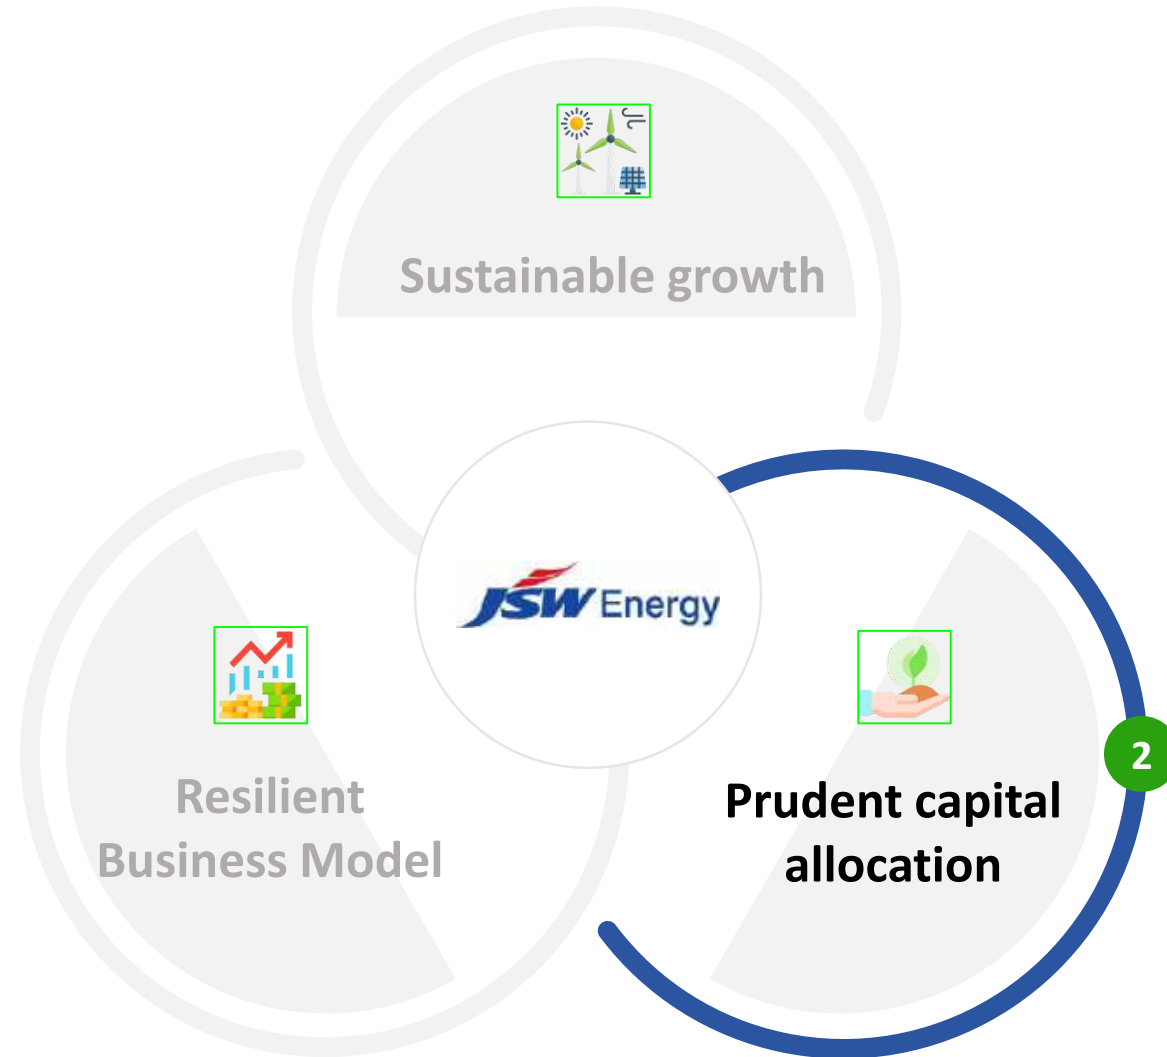 Sustainable growth
JSW Energy
Resilient
Business Model
Prudent capital
allocation
2